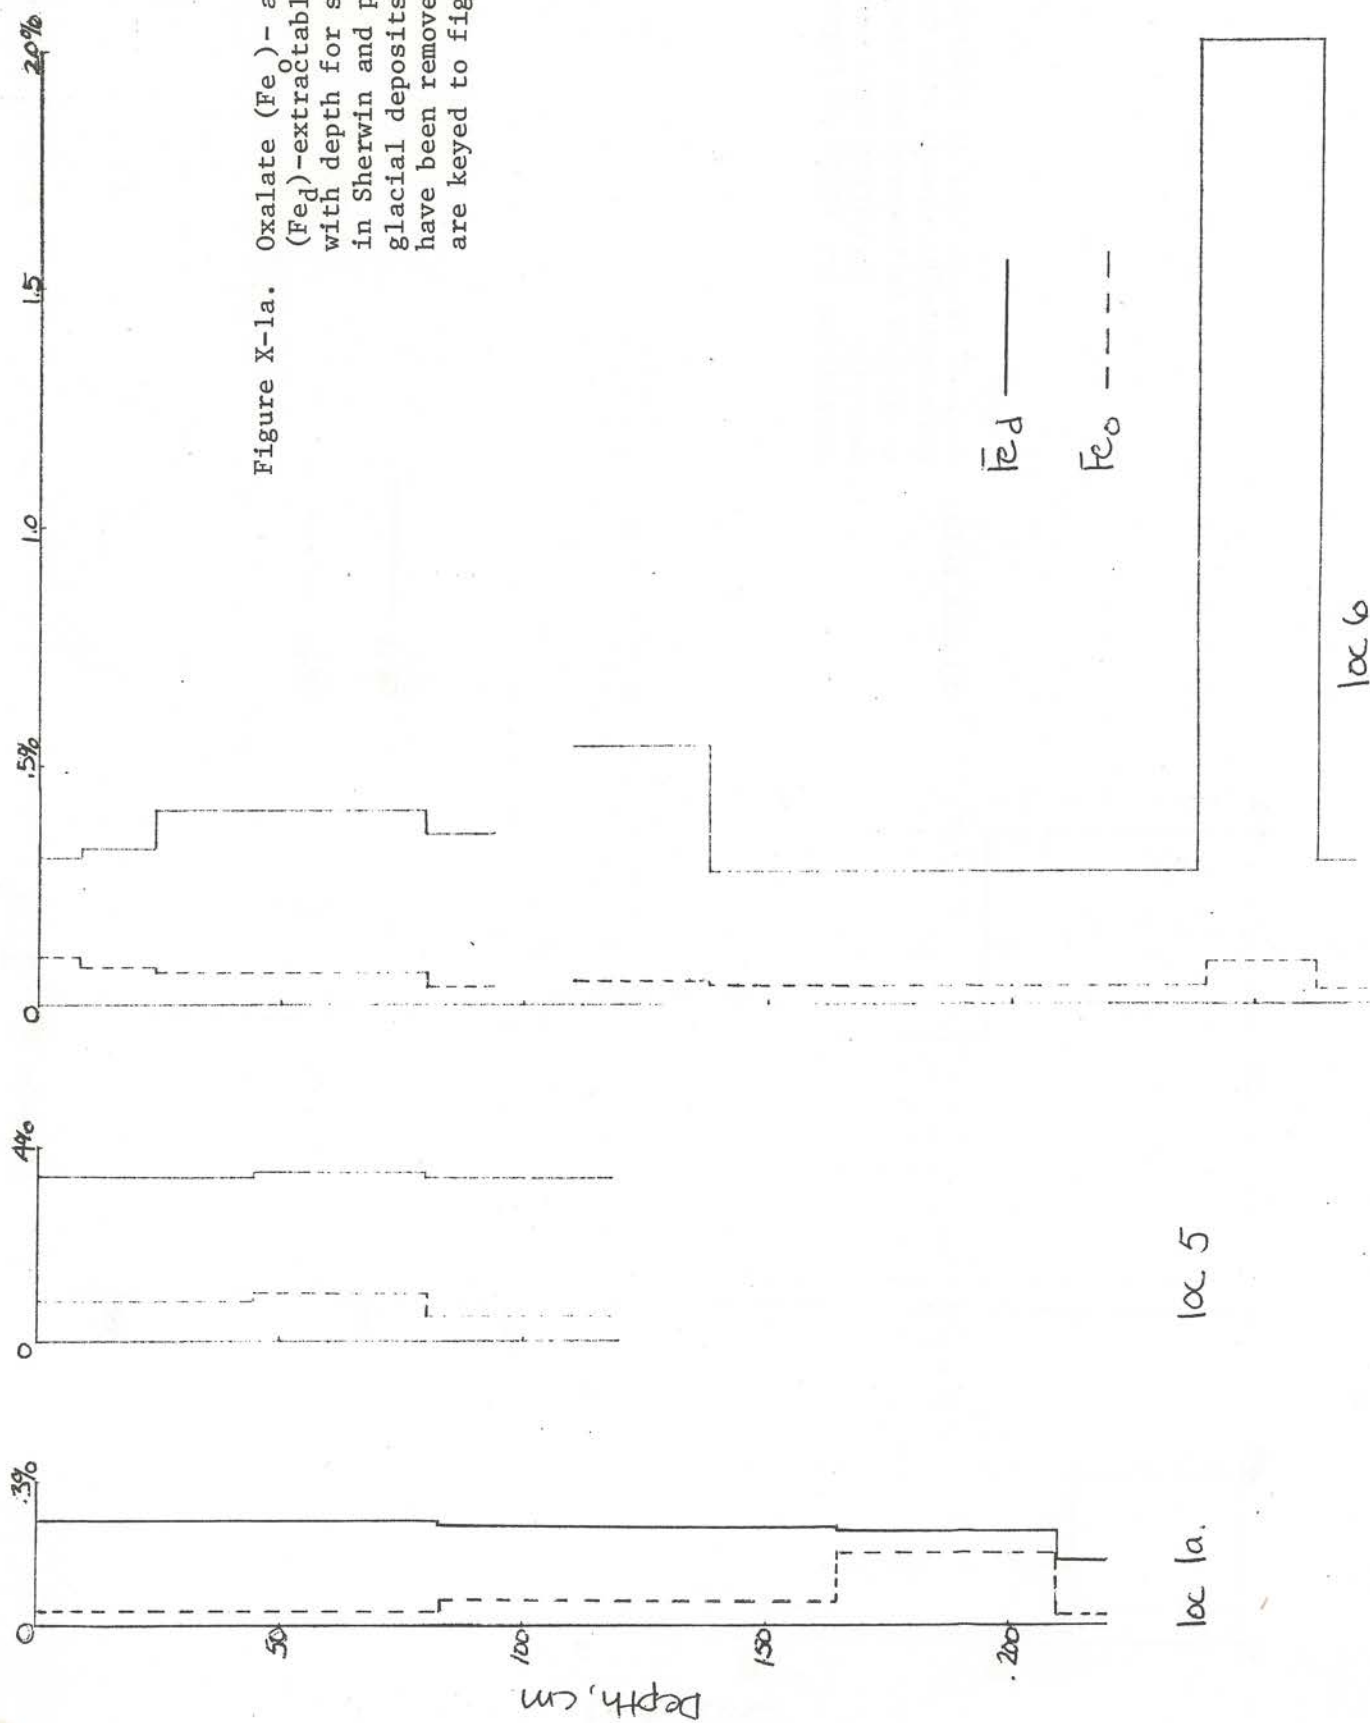 Figure X-1a. Oxalate (Feo)-
(Fed)-extractabl
with depth for s
in Sherwin and p
glacial deposits
have been remove
are keyed to fig
0
.3%
0
.4%
0
.5%
1.0
1.5
2.0%
50
100
150
200
Depth, cm
Fed
Feo
loc 1a.
loc 5
loc 6